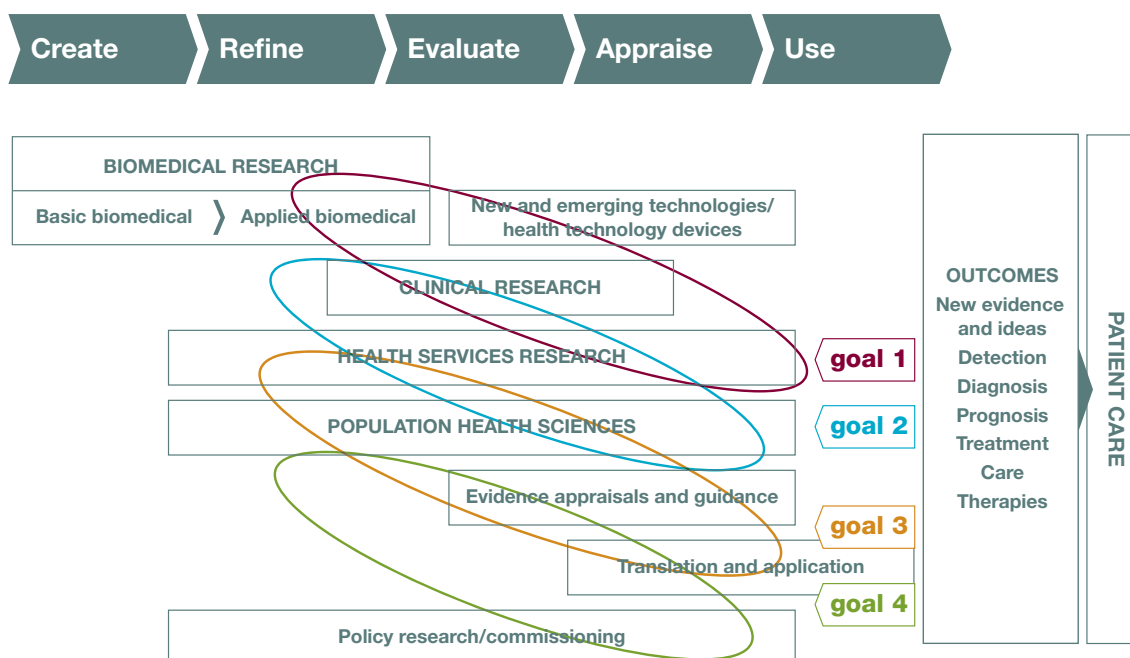 Create
Refine
Evaluate
Appraise
Use
BIOMEDICAL RESEARCH
Basic biomedical
Applied biomedical
New and emerging technologies/
health technology devices
CLINICAL RESEARCH
HEALTH SERVICES RESEARCH
goal 1
POPULATION HEALTH SCIENCES
goal 2
Evidence appraisals and guidance
goal 3
Translation and application
goal 4
Policy research/commissioning
OUTCOMES
New evidence
and ideas
Detection
Diagnosis
Prognosis
Treatment
Care
Therapies
PATIENT CARE